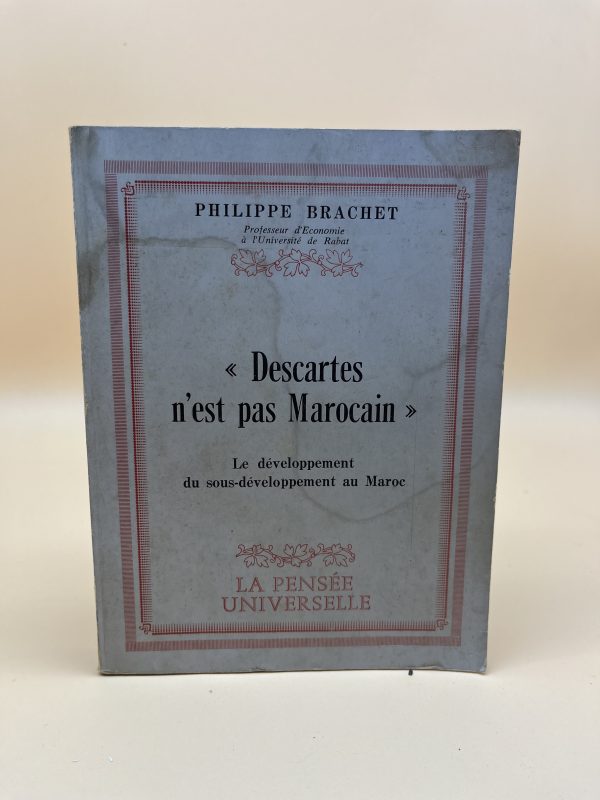 PHILIPPE BRACHET
Professeur d'Economie
à l'Université de Rabat
« Descartes
n'est pas Marocain »
Le développement
du sous-développement au Maroc
LA PENSÉE
UNIVERSELLE